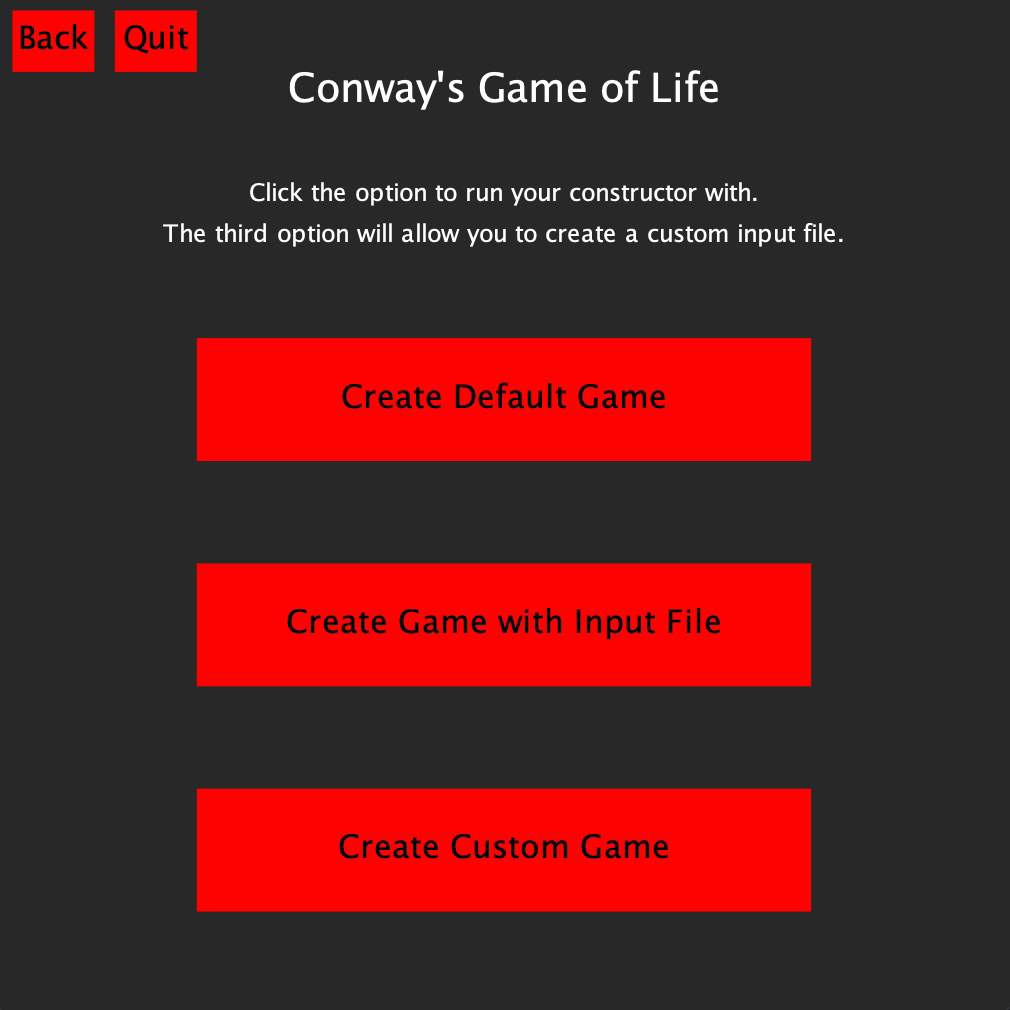 Back Quit
Conway's Game of Life
Click the option to run your constructor with.
The third option will allow you to create a custom input file.
Create Default Game
Create Game with Input File
Create Custom Game